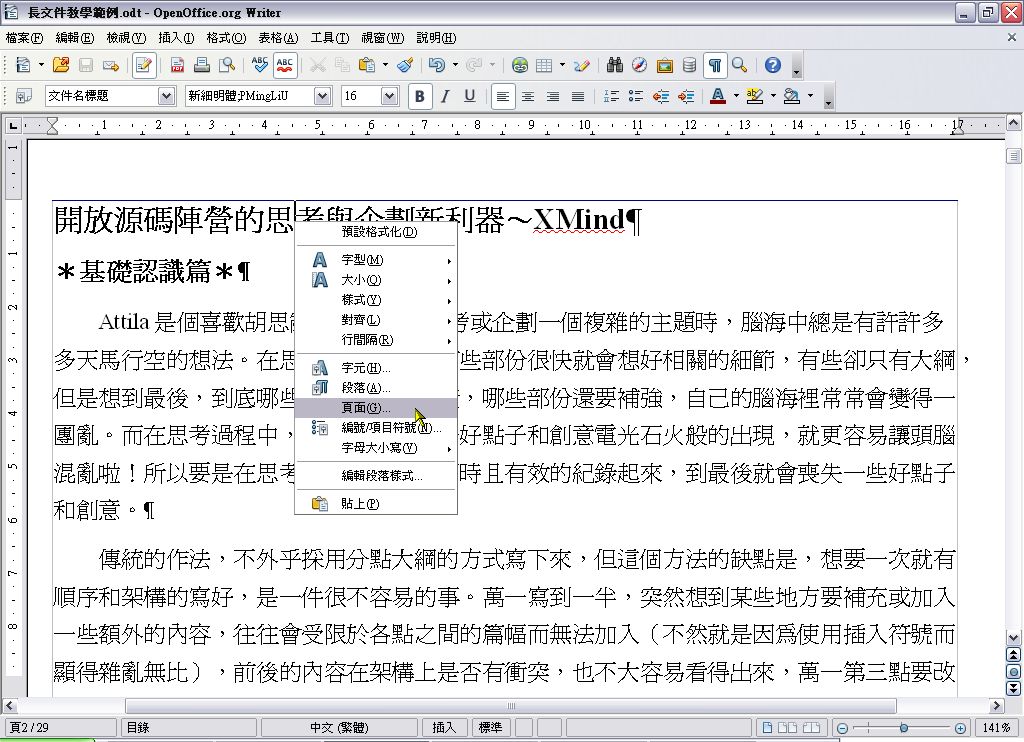 長文件教學範例.odt - OpenOffice.org Writer
檔案(F) 編輯(E) 檢視(V) 插入(I) 格式(O) 表格(A) 工具(T) 視窗(W) 說明(H)
文件名標題 新細明體;PMingLiU 16 B I U
1 1 2 3 4 5 6 7 8 9 10 11 12 13 14 15 16 17
開放源碼陣營的思考與企劃新利器～XMind¶
＊基礎認識篇＊¶
預設格式化(D)
字型(M)
大小(Q)
樣式(Y)
對齊(L)
行間隔(R)
字元(H)...
段落(A)...
頁面(G)...
編號/項目符號(N)...
字母大小寫(Y)
編輯段落樣式...
貼上(P)
Attila 是個喜歡胡思 考或企劃一個複雜的主題時，腦海中總是有許許多
多天馬行空的想法。在思 些部份很快就會想好相關的細節，有些卻只有大綱，
但是想到最後，到底哪些 ，哪些部份還要補強，自己的腦海裡常常會變得一
團亂。而在思考過程中， 好點子和創意電光石火般的出現，就更容易讓頭腦
混亂啦！所以要是在思考 時且有效的紀錄起來，到最後就會喪失一些好點子
和創意。¶
傳統的作法，不外乎採用分點大綱的方式寫下來，但這個方法的缺點是，想要一次就有
順序和架構的寫好，是一件很不容易的事。萬一寫到一半，突然想到某些地方要補充或加入
一些額外的內容，往往會受限於各點之間的篇幅而無法加入（不然就是因為使用插入符號而
顯得雜亂無比），前後的內容在架構上是否有衝突，也不大容易看得出來，萬一第三點要改
頁2 / 29 目錄 中文 (繁體) 插入 標準 141%